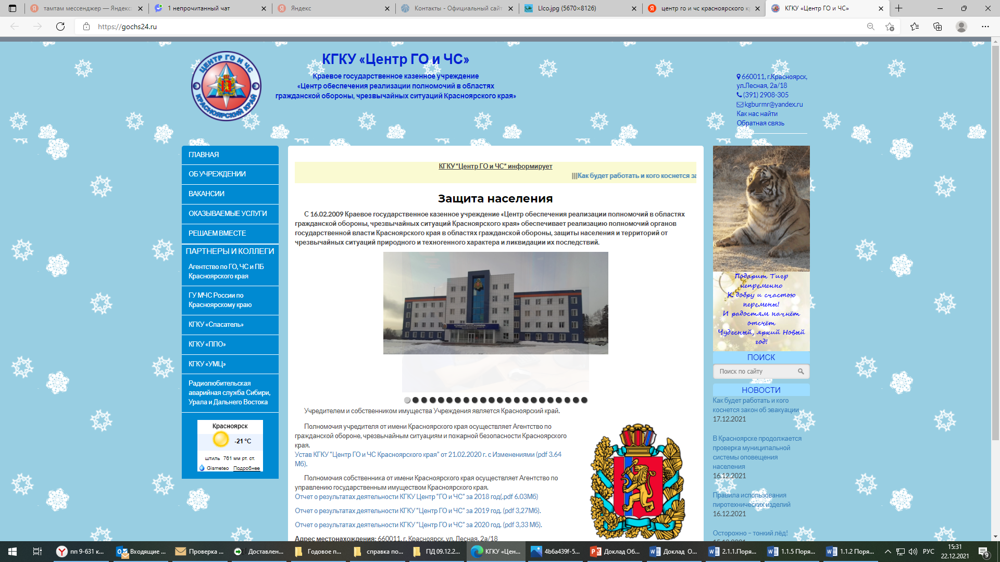 тамтам мессенджер — Яндекс:
1 непрочитанный чат
Яндекс
Контакты - Официальный сайт
LIco.jpg (5670×8126)
центр го и чс красноярского к
КГКУ «Центр ГО и ЧС»
https://gochs24.ru
ЦЕНТР ГО И ЧС
КРАСНОЯРСКИЙ КРАЙ
КГКУ «Центр ГО и ЧС»
Краевое государственное казенное учреждение
«Центр обеспечения реализации полномочий в областях
гражданской обороны, чрезвычайных ситуаций Красноярского края»
660011, г.Красноярск,
ул.Лесная, 2а/18
(391) 2908-305
kgburmr@yandex.ru
Как нас найти
Обратная связь
ГЛАВНАЯ
ОБ УЧРЕЖДЕНИИ
ВАКАНСИИ
ОКАЗЫВАЕМЫЕ УСЛУГИ
РЕШАЕМ ВМЕСТЕ
ПАРТНЕРЫ И КОЛЛЕГИ
Агентство по ГО, ЧС и ПБ
Красноярского края
ГУ МЧС России по
Красноярскому краю
КГКУ «Спасатель»
КГКУ «ППО»
КГКУ «УМЦ»
Радиолюбительская
аварийная служба Сибири,
Урала и Дальнего Востока
Красноярск
-21 °C
штиль 761 мм рт. ст.
Gismeteo Подробнее
КГКУ "Центр ГО и ЧС" информирует
|||Как будет работать и кого коснется за
Защита населения
С 16.02.2009 Краевое государственное казенное учреждение «Центр обеспечения реализации полномочий в областях
гражданской обороны, чрезвычайных ситуаций Красноярского края» обеспечивает реализацию полномочий органов
государственной власти Красноярского края в областях гражданской обороны, защиты населения и территорий от
чрезвычайных ситуаций природного и техногенного характера и ликвидации их последствий.
Учредителем и собственником имущества Учреждения является Красноярский край.
Полномочия учредителя от имени Красноярского края осуществляет Агентство по
гражданской обороне, чрезвычайным ситуациям и пожарной безопасности Красноярского
края.
Устав КГКУ "Центр ГО и ЧС Красноярского края" от 21.02.2020 г. с Изменениями (pdf 3.64
Мб).
Полномочия собственника от имени Красноярского края осуществляет Агентство по
управлению государственным имуществом Красноярского края.
Отчет о результатах деятельности КГКУ Центр "ГО и ЧС" за 2018 год(.pdf 6.03Мб)
Отчет о результатах деятельности КГКУ "Центр ГО и ЧС" за 2019 год. (pdf 3,27Мб).
Отчет о результатах деятельности КГКУ "Центр ГО и ЧС" за 2020 год. (pdf 3,33 Мб).
Адрес местонахождения: 660011, г. Красноярск, ул. Лесная, 2а/18
Подарит Тигр
непременно
К добру и счастью
перемены!
И радостям начнёт
отсчёт
Чудесный, яркий Новый
год!
ПОИСК
Поиск по сайту
НОВОСТИ
Как будет работать и кого
коснется закон об эвакуации
17.12.2021
В Красноярске продолжается
проверка муниципальной
системы оповещения
населения
16.12.2021
Правила использования
пиротехнических изделий
16.12.2021
Осторожно – тонкий лёд!
15.12.2021
пп 9-631 к...
Входящие ...
Проверка ...
Доставлен...
Годовое п...
справка по...
ПД 09.12.2...
КГКУ «Цен...
4b6a439f-5...
Доклад Об...
Доклад О...
2.1.1.Поря...
1.1.5 Поря...
1.1.2 Поря...
РУС
15:31
22.12.2021
9